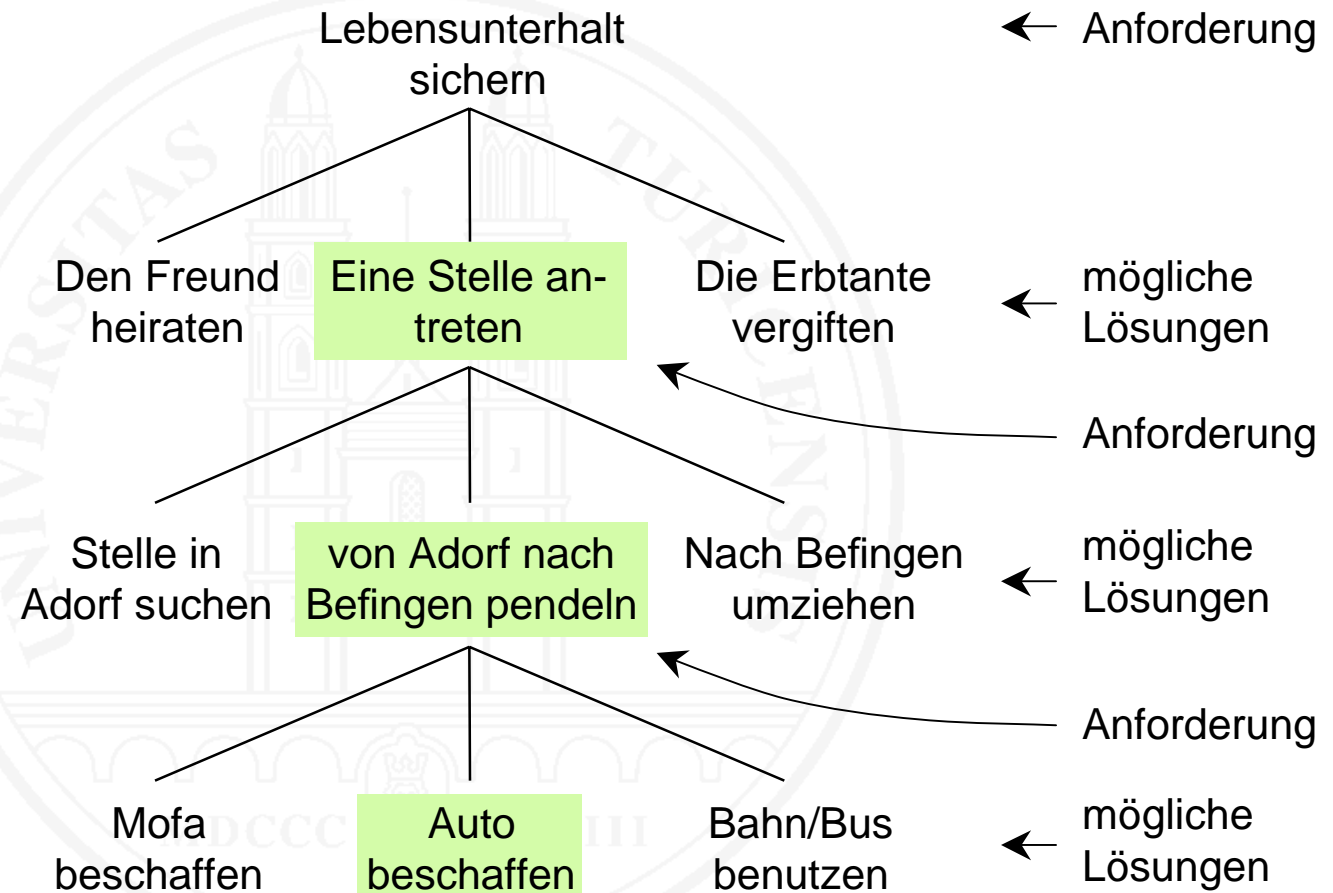 Lebensunterhalt
sichern
Anforderung
Den Freund
heiraten
Eine Stelle an-
treten
Die Erbtante
vergiften
mögliche
Lösungen
Anforderung
Stelle in
Adorf suchen
von Adorf nach
Befingen pendeln
Nach Befingen
umziehen
mögliche
Lösungen
Anforderung
Mofa
beschaffen
Auto
beschaffen
Bahn/Bus
benutzen
mögliche
Lösungen
UNIVERSITAS TURICENSIS